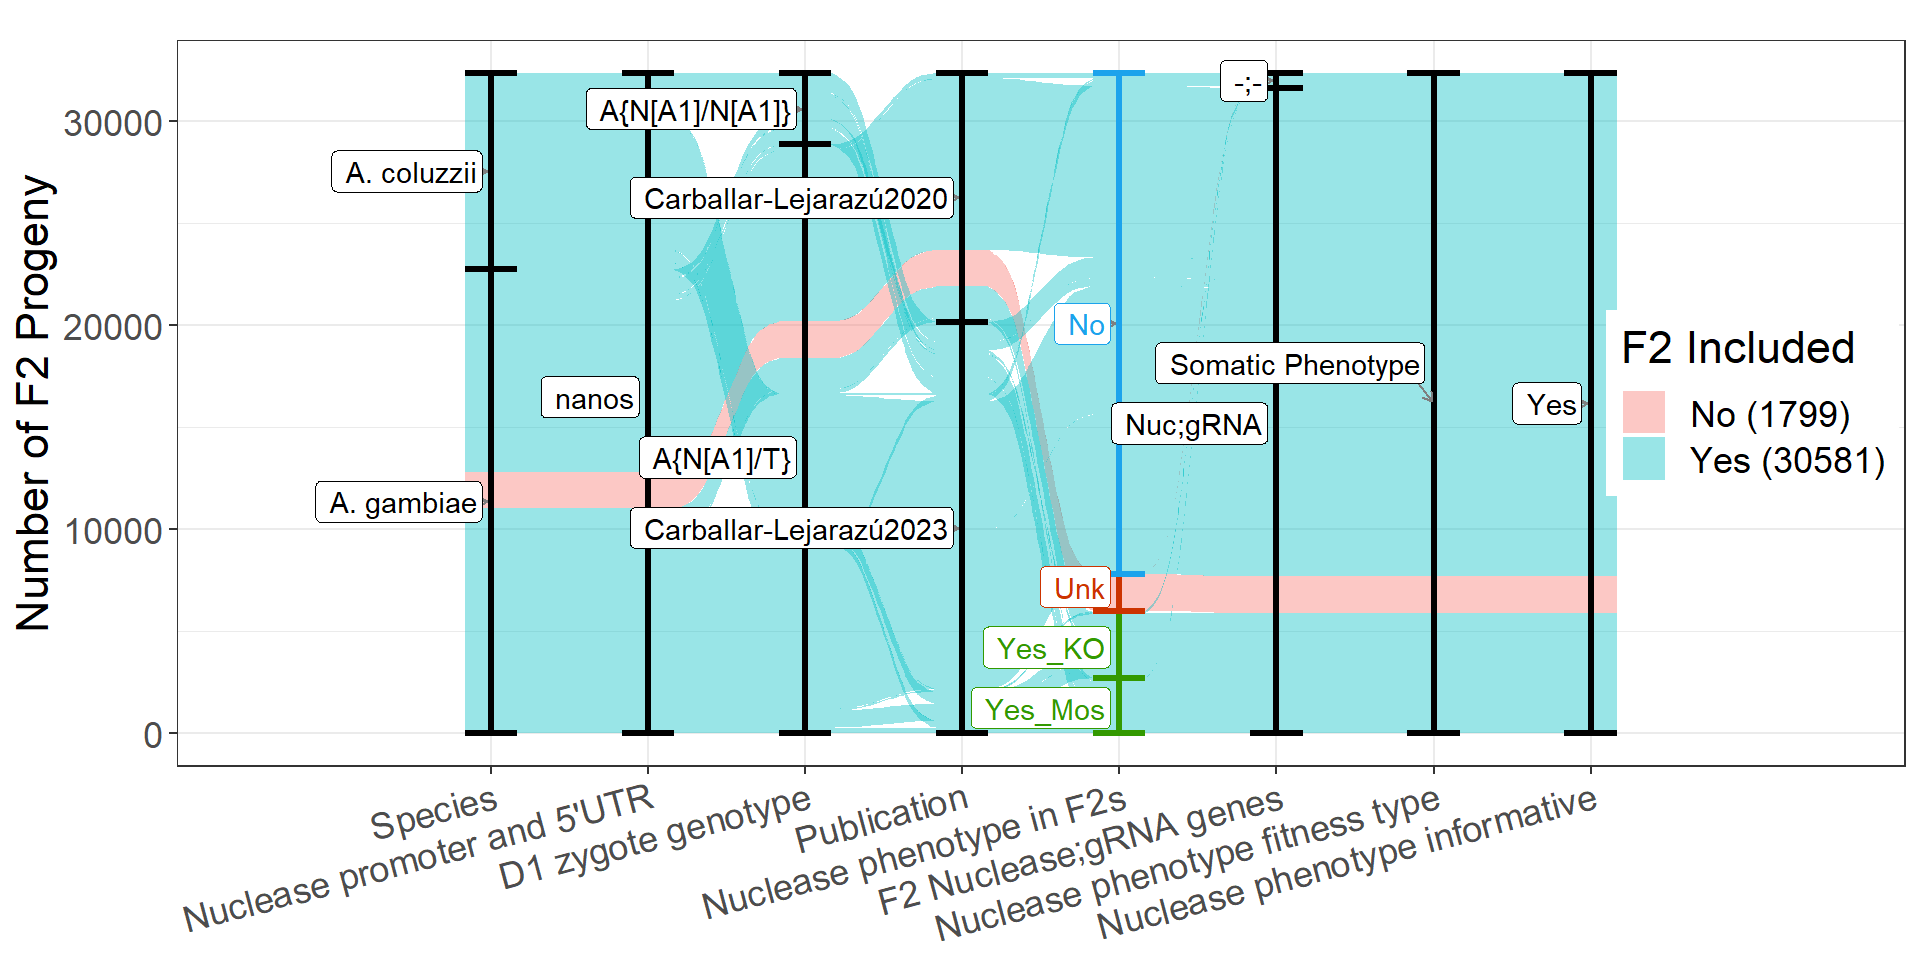 Number of F2 Progeny
30000
20000
10000
0
A. coluzzii
A. gambiae
nanos
A{N[A1]/N[A1]}
A{N[A1]/T}
Carballar-Lejarazú2020
Carballar-Lejarazú2023
No
Unk
Yes_KO
Yes_Mos
-;-
Nuc;gRNA
Somatic Phenotype
Yes
F2 Included
No (1799)
Yes (30581)
Species
Nuclease promoter and 5'UTR
D1 zygote genotype
Publication
Nuclease phenotype in F2s
F2 Nuclease;gRNA genes
Nuclease phenotype fitness type
Nuclease phenotype informative